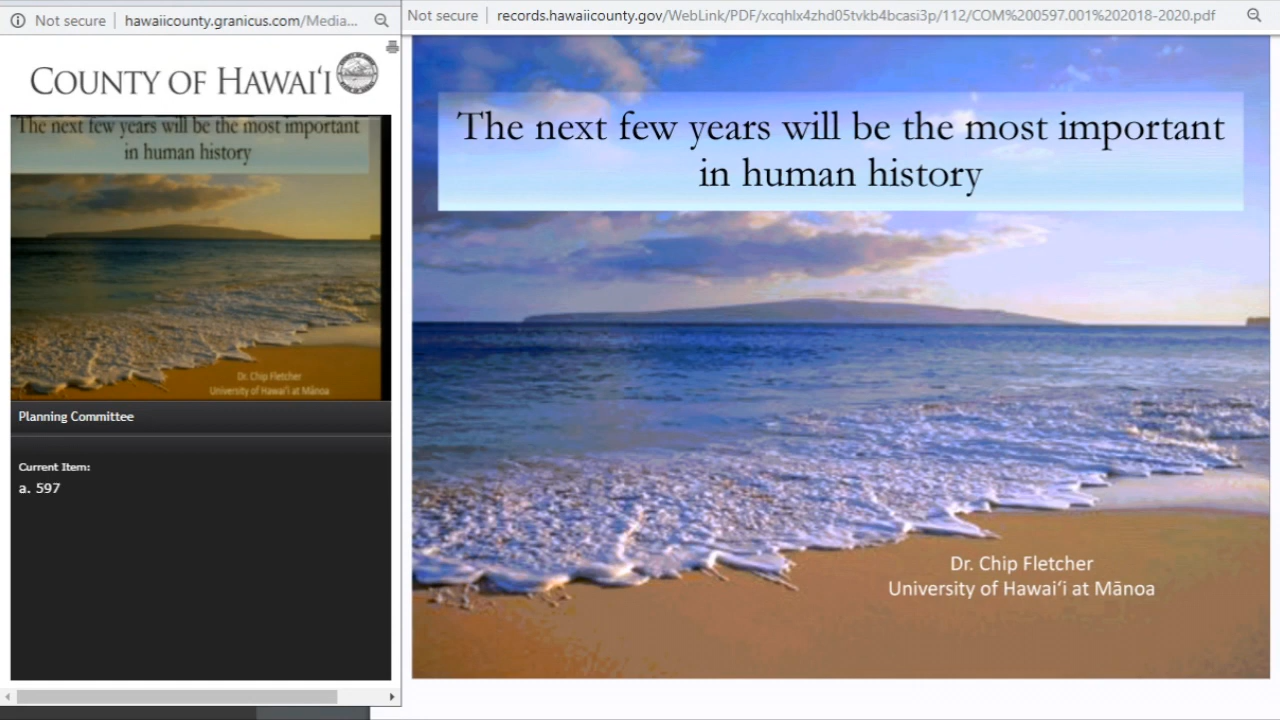 Not secure
hawaiicounty.granicus.com/Media...
COUNTY OF HAWAIʻI
The next few years will be the most important
in human history
Dr. Chip Fletcher
University of Hawaiʻi at Mānoa
Planning Committee
Current Item:
a. 597
Not secure
records.hawaiicounty.gov/WebLink/PDF/xcqhlx4zhd05tvkb4bcasi3p/112/COM%200597.001%202018-2020.pdf
The next few years will be the most important
in human history
Dr. Chip Fletcher
University of Hawaiʻi at Mānoa